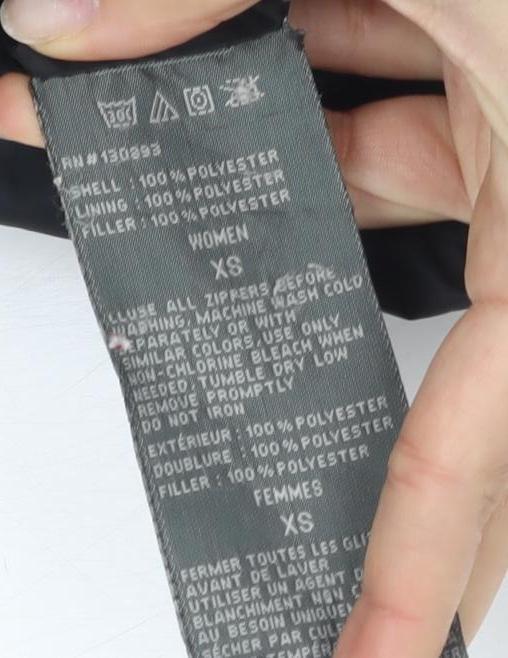 30
RN#130893
SHELL : 100% POLYESTER
LINING : 100% POLYESTER
FILLER : 100% POLYESTER
WOMEN
XS
CLOSE ALL ZIPPERS BEFORE
WASHING, MACHINE WASH COLD
SEPARATELY OR WITH
SIMILAR COLORS, USE ONLY
NON-CHLORINE BLEACH WHEN
NEEDED, TUMBLE DRY LOW
REMOVE PROMPTLY
DO NOT IRON
EXTÉRIEUR : 100% POLYESTER
DOUBLURE : 100% POLYESTER
FILLER : 100% POLYESTER
FEMMES
XS
FERMER TOUTES LES
AVANT DE LAVER
UTILISER UN AGENT
BLANCHIMENT NON
AU BESOIN
SÉCHER PAR